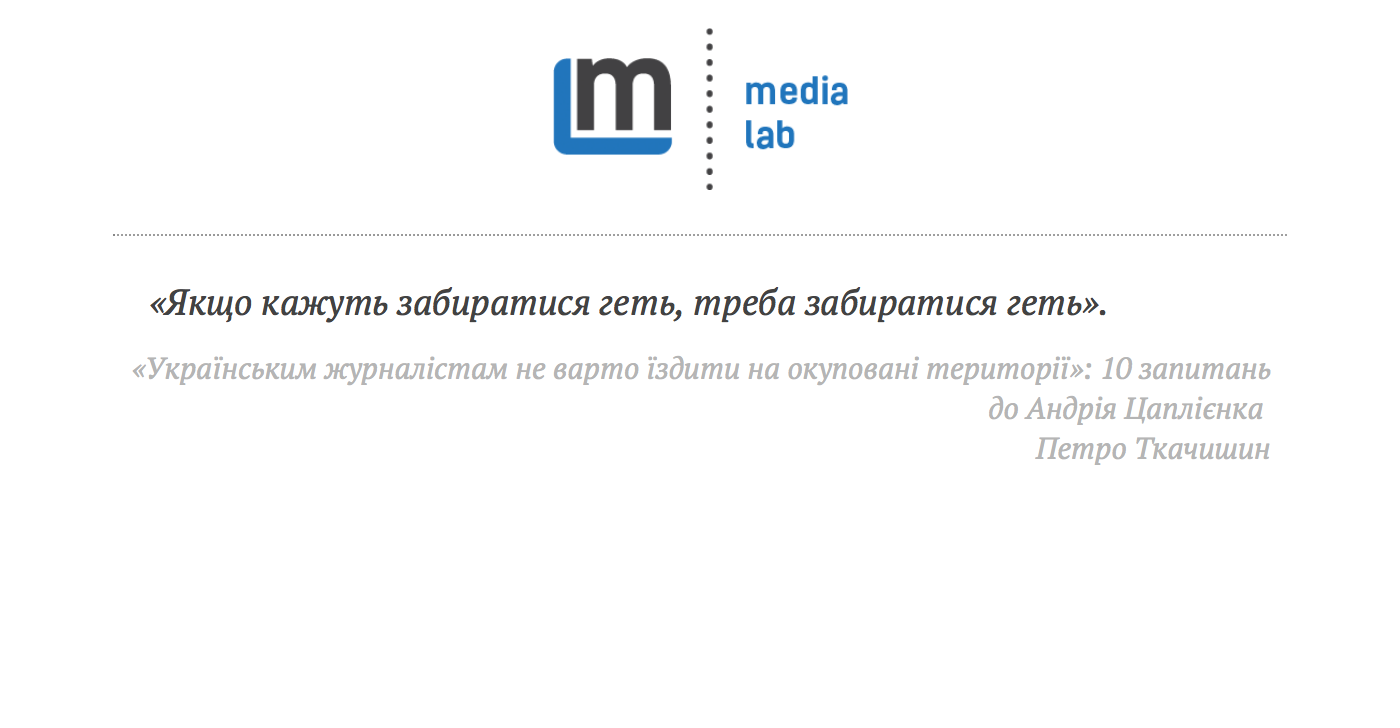 m
media
lab
«Якщо кажуть забиратися геть, треба забиратися геть».
«Українським журналістам не варто їздити на окуповані території»: 10 запитань
до Андрія Цаплієнка
Петро Ткачишин